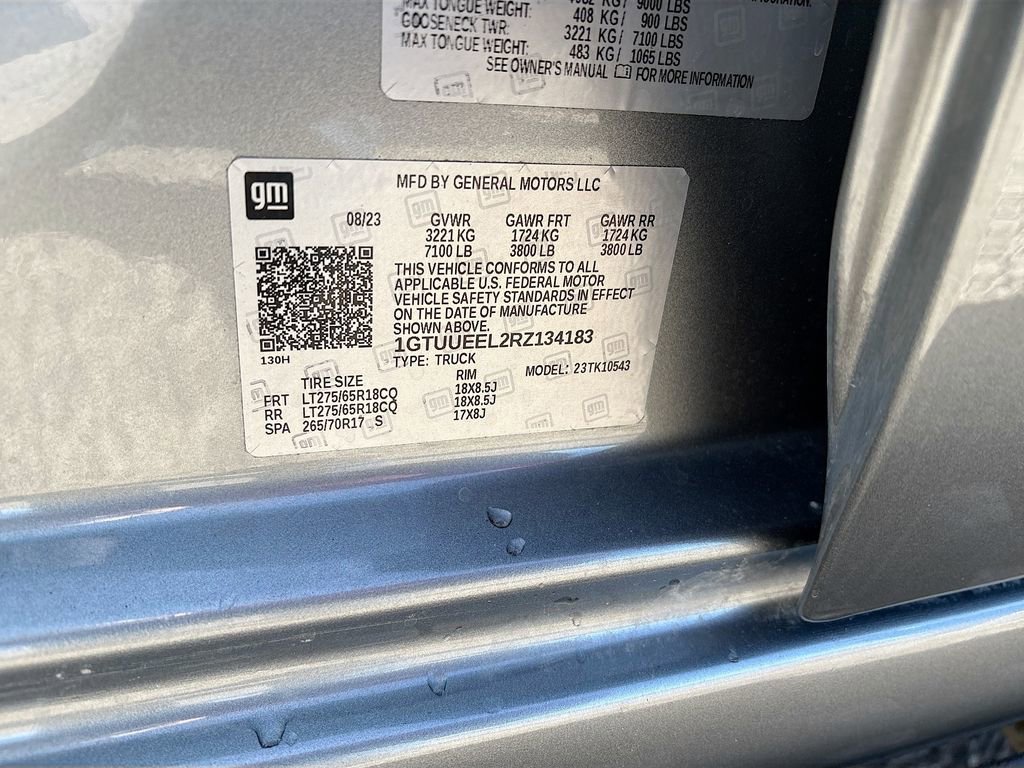 MAX TONGUE WEIGHT: 408 KG/ 900 LBS
GOOSENECK TWR: 3221 KG/ 7100 LBS
MAX TONGUE WEIGHT: 483 KG/ 1065 LBS
SEE OWNER'S MANUAL FOR MORE INFORMATION
gm
MFD BY GENERAL MOTORS LLC
08/23 GVWR GAWR FRT GAWR RR
3221 KG 1724 KG 1724 KG
7100 LB 3800 LB 3800 LB
THIS VEHICLE CONFORMS TO ALL
APPLICABLE U.S. FEDERAL MOTOR
VEHICLE SAFETY STANDARDS IN EFFECT
ON THE DATE OF MANUFACTURE
SHOWN ABOVE.
1GTUUEEL2RZ134183
130H
TYPE: TRUCK MODEL: 23TK10543
TIRE SIZE RIM
FRT LT275/65R18CQ 18X8.5J
RR LT275/65R18CQ 18X8.5J
SPA 265/70R17 S 17X8J